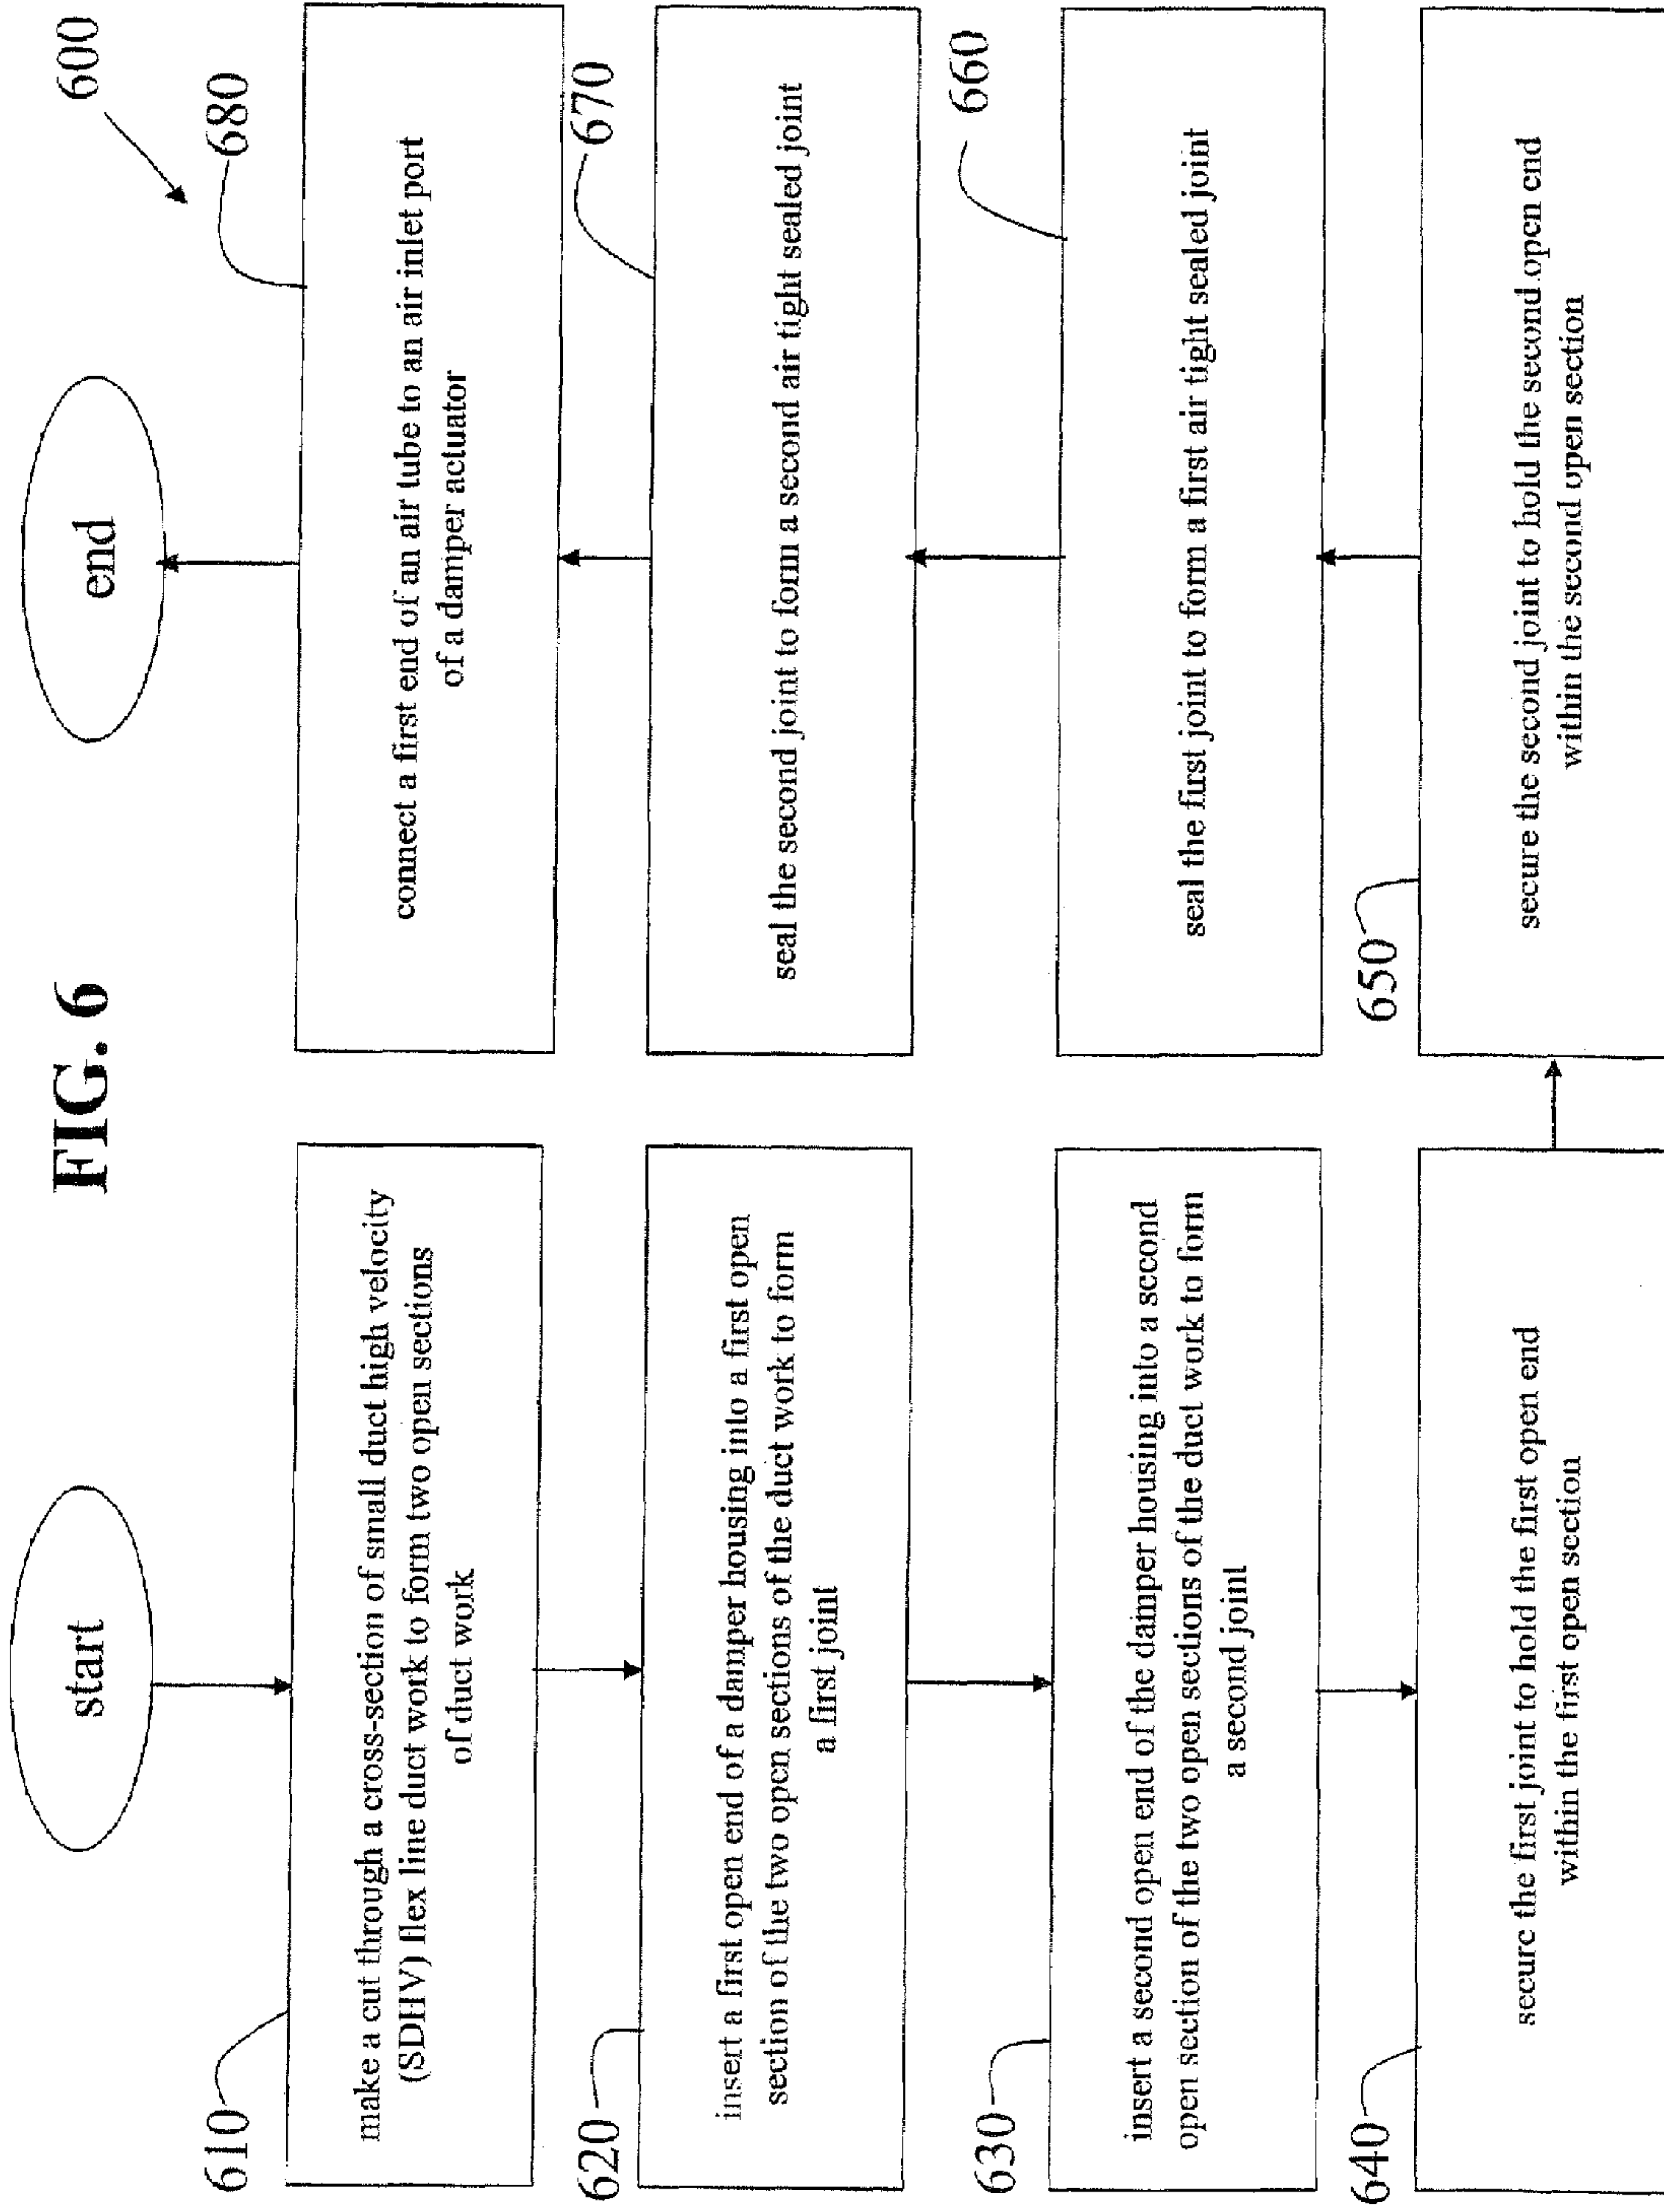 FIG. 6
600
start
610
make a cut through a cross-section of small duct high velocity
(SDHV) flex line duct work to form two open sections
of duct work
620
insert a first open end of a damper housing into a first open
section of the two open sections of the duct work to form
a first joint
630
insert a second open end of the damper housing into a second
open section of the two open sections of the duct work to form
a second joint
640
secure the first joint to hold the first open end
within the first open section
650
secure the second joint to hold the second open end
within the second open section
660
seal the first joint to form a first air tight sealed joint
670
seal the second joint to form a second air tight sealed joint
680
connect a first end of an air tube to an air inlet port
of a damper actuator
end